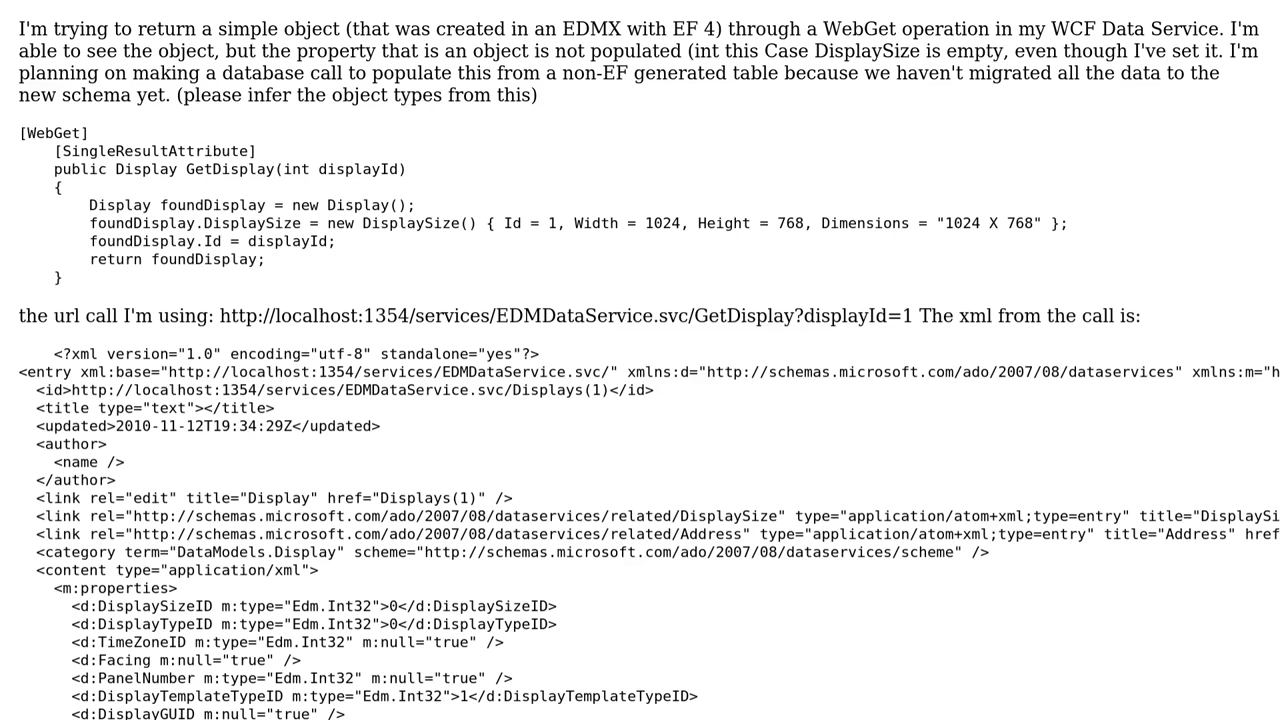 I'm trying to return a simple object (that was created in an EDMX with EF 4) through a WebGet operation in my WCF Data Service. I'm
able to see the object, but the property that is an object is not populated (int this Case DisplaySize is empty, even though I've set it. I'm
planning on making a database call to populate this from a non-EF generated table because we haven't migrated all the data to the
new schema yet. (please infer the object types from this)
[WebGet]
    [SingleResultAttribute]
    public Display GetDisplay(int displayId)
    {
        Display foundDisplay = new Display();
        foundDisplay.DisplaySize = new DisplaySize() { Id = 1, Width = 1024, Height = 768, Dimensions = "1024 X 768" };
        foundDisplay.Id = displayId;
        return foundDisplay;
    }
the url call I'm using: http://localhost:1354/services/EDMDataService.svc/GetDisplay?displayId=1 The xml from the call is:
    <?xml version="1.0" encoding="utf-8" standalone="yes"?>
<entry xml:base="http://localhost:1354/services/EDMDataService.svc/" xmlns:d="http://schemas.microsoft.com/ado/2007/08/dataservices" xmlns:m="h
  <id>http://localhost:1354/services/EDMDataService.svc/Displays(1)</id>
  <title type="text"></title>
  <updated>2010-11-12T19:34:29Z</updated>
  <author>
    <name />
  </author>
  <link rel="edit" title="Display" href="Displays(1)" />
  <link rel="http://schemas.microsoft.com/ado/2007/08/dataservices/related/DisplaySize" type="application/atom+xml;type=entry" title="DisplaySi
  <link rel="http://schemas.microsoft.com/ado/2007/08/dataservices/related/Address" type="application/atom+xml;type=entry" title="Address" href
  <category term="DataModels.Display" scheme="http://schemas.microsoft.com/ado/2007/08/dataservices/scheme" />
  <content type="application/xml">
    <m:properties>
      <d:DisplaySizeID m:type="Edm.Int32">0</d:DisplaySizeID>
      <d:DisplayTypeID m:type="Edm.Int32">0</d:DisplayTypeID>
      <d:TimeZoneID m:type="Edm.Int32" m:null="true" />
      <d:Facing m:null="true" />
      <d:PanelNumber m:type="Edm.Int32" m:null="true" />
      <d:DisplayTemplateTypeID m:type="Edm.Int32">1</d:DisplayTemplateTypeID>
      <d:DisplayGUID m:null="true" />